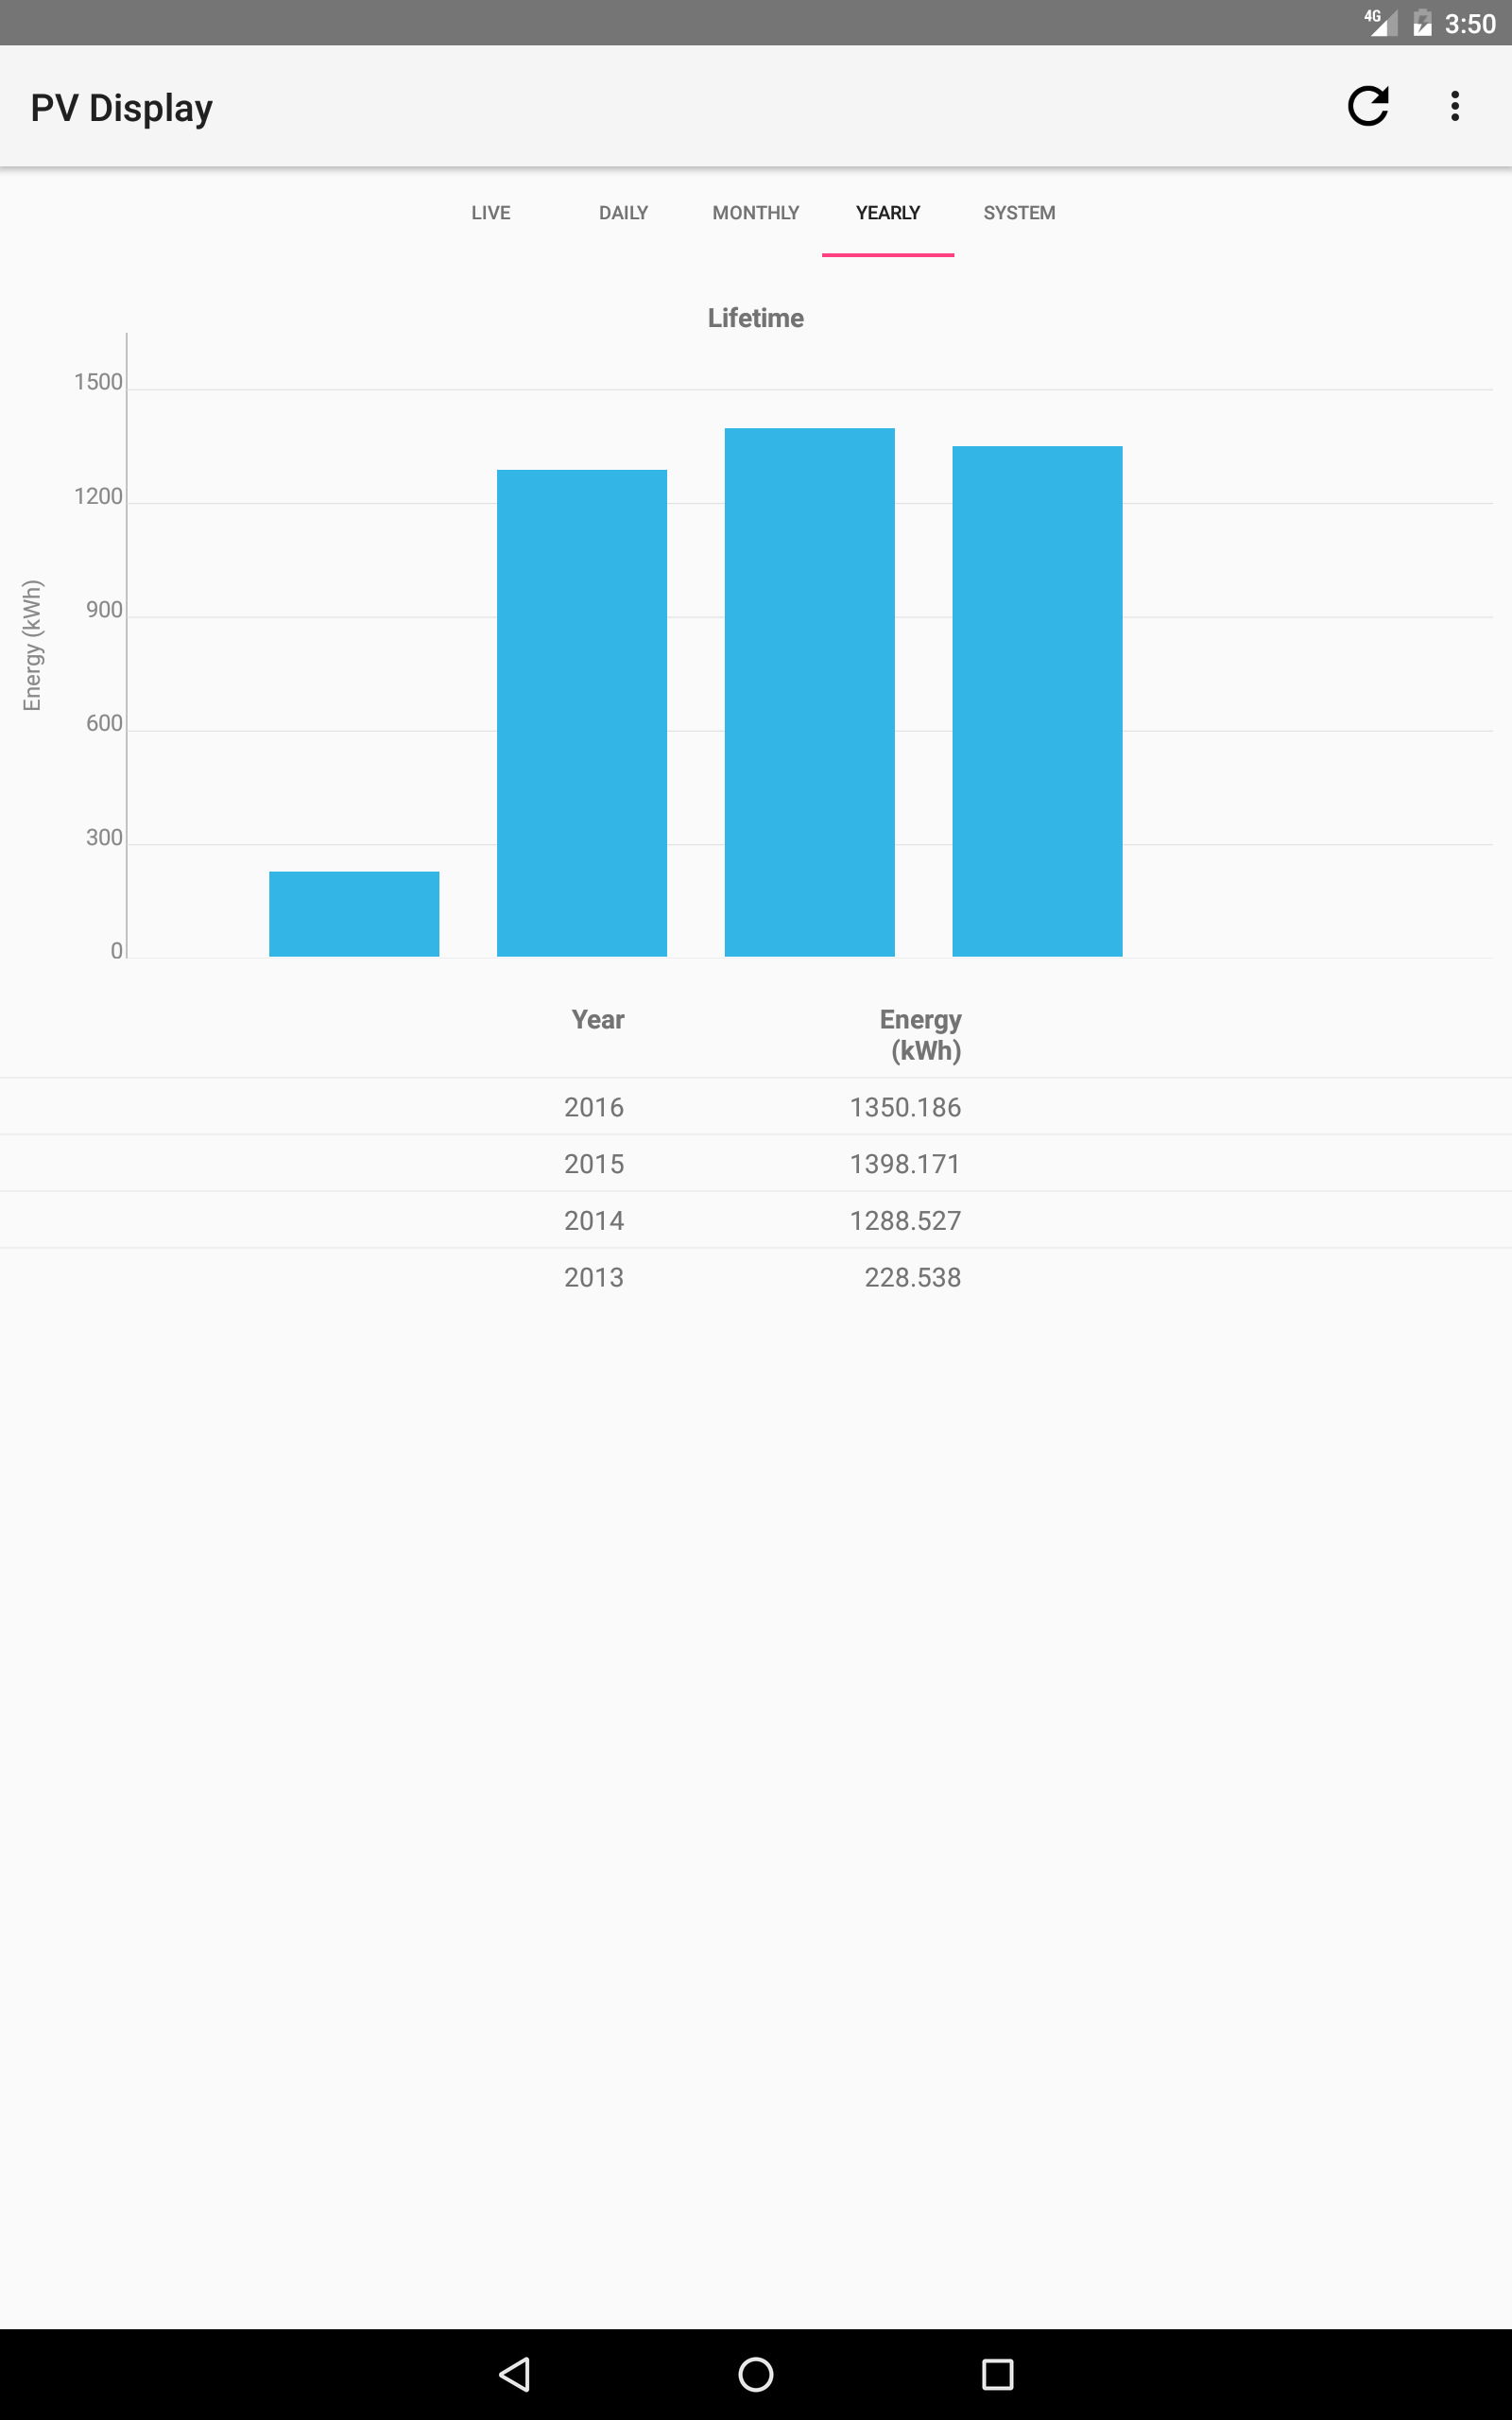 4G 3:50
PV Display
LIVE DAILY MONTHLY YEARLY SYSTEM
Lifetime
1500
1200
900
600
300
0
Energy (kWh)
Year Energy
(kWh)
2016 1350.186
2015 1398.171
2014 1288.527
2013 228.538